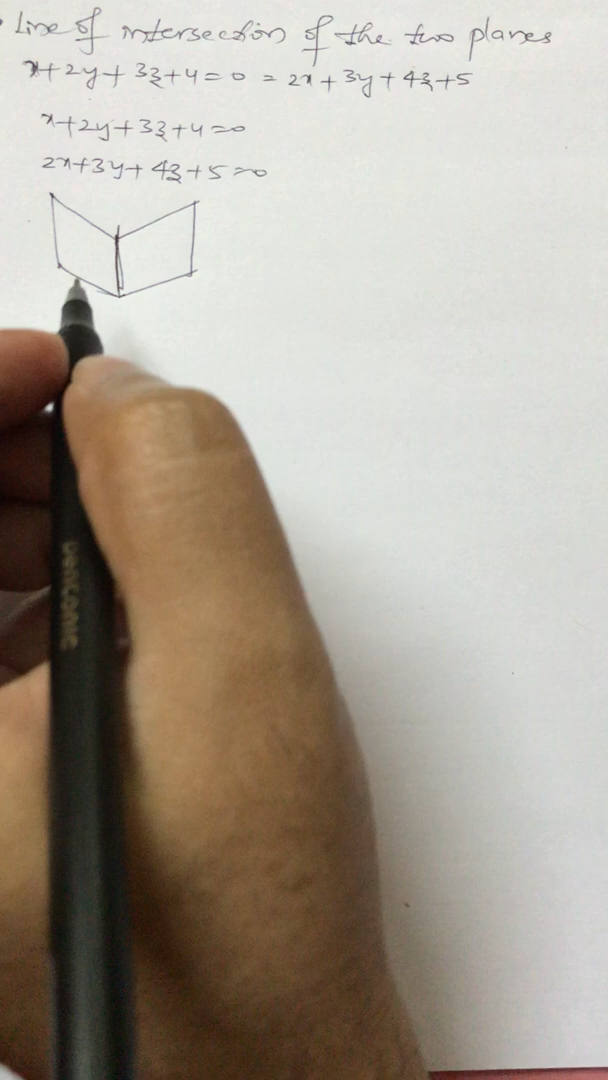 Line of intersection of the two planes
x+2y+3z+4=0 = 2x+3y+4z+5
x+2y+3z+4=0
2x+3y+4z+5=0